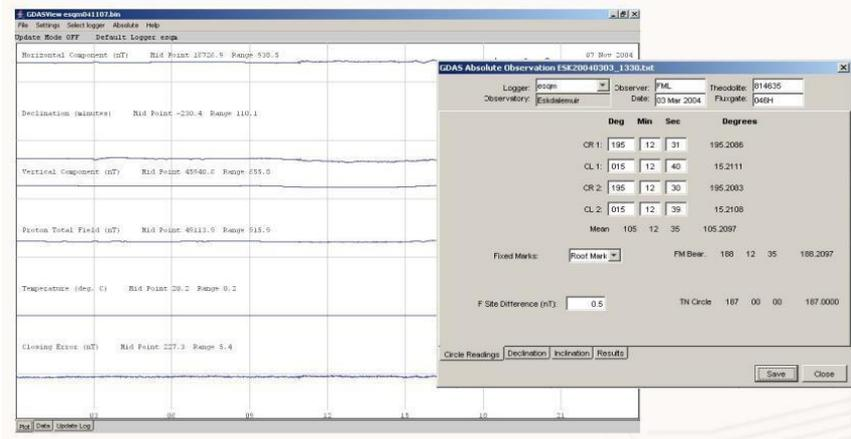 GDASView esqm041107.bin
File Settings Select logger Absolute Help
Update Mode OFF Default Logger esqm
Horizontal Component (nT) Mid Point 18726.9 Range 938.5
07 Nov 2004
Declination (minutes) Mid Point -230.4 Range 110.1
Vertical Component (nT) Mid Point 45940.8 Range 655.8
Proton Total Field (nT) Mid Point 49113.9 Range 915.9
Temperature (deg. C) Mid Point 20.2 Range 0.2
Closing Error (nT) Mid Point 227.3 Range 5.4
03 06 09 12 15 18 21
Plot Data Update Log
GDAS Absolute Observation ESK20040303_1330.txt
Logger: esqm Observer: FML Theodolite: 814635
Observatory: Eskdalemuir Date: 03 Mar 2004 Fluxgate: 046H
Deg Min Sec Degrees
CR 1: 195 12 31 195.2086
CL 1: 015 12 40 15.2111
CR 2: 195 12 30 195.2083
CL 2: 015 12 39 15.2108
Mean 105 12 35 105.2097
Fixed Marks: Roof Mark FM Bear. 188 12 35 188.2097
F Site Difference (nT): 0.5 TN Circle 187 00 00 187.0000
Circle Readings Declination Inclination Results
Save Close